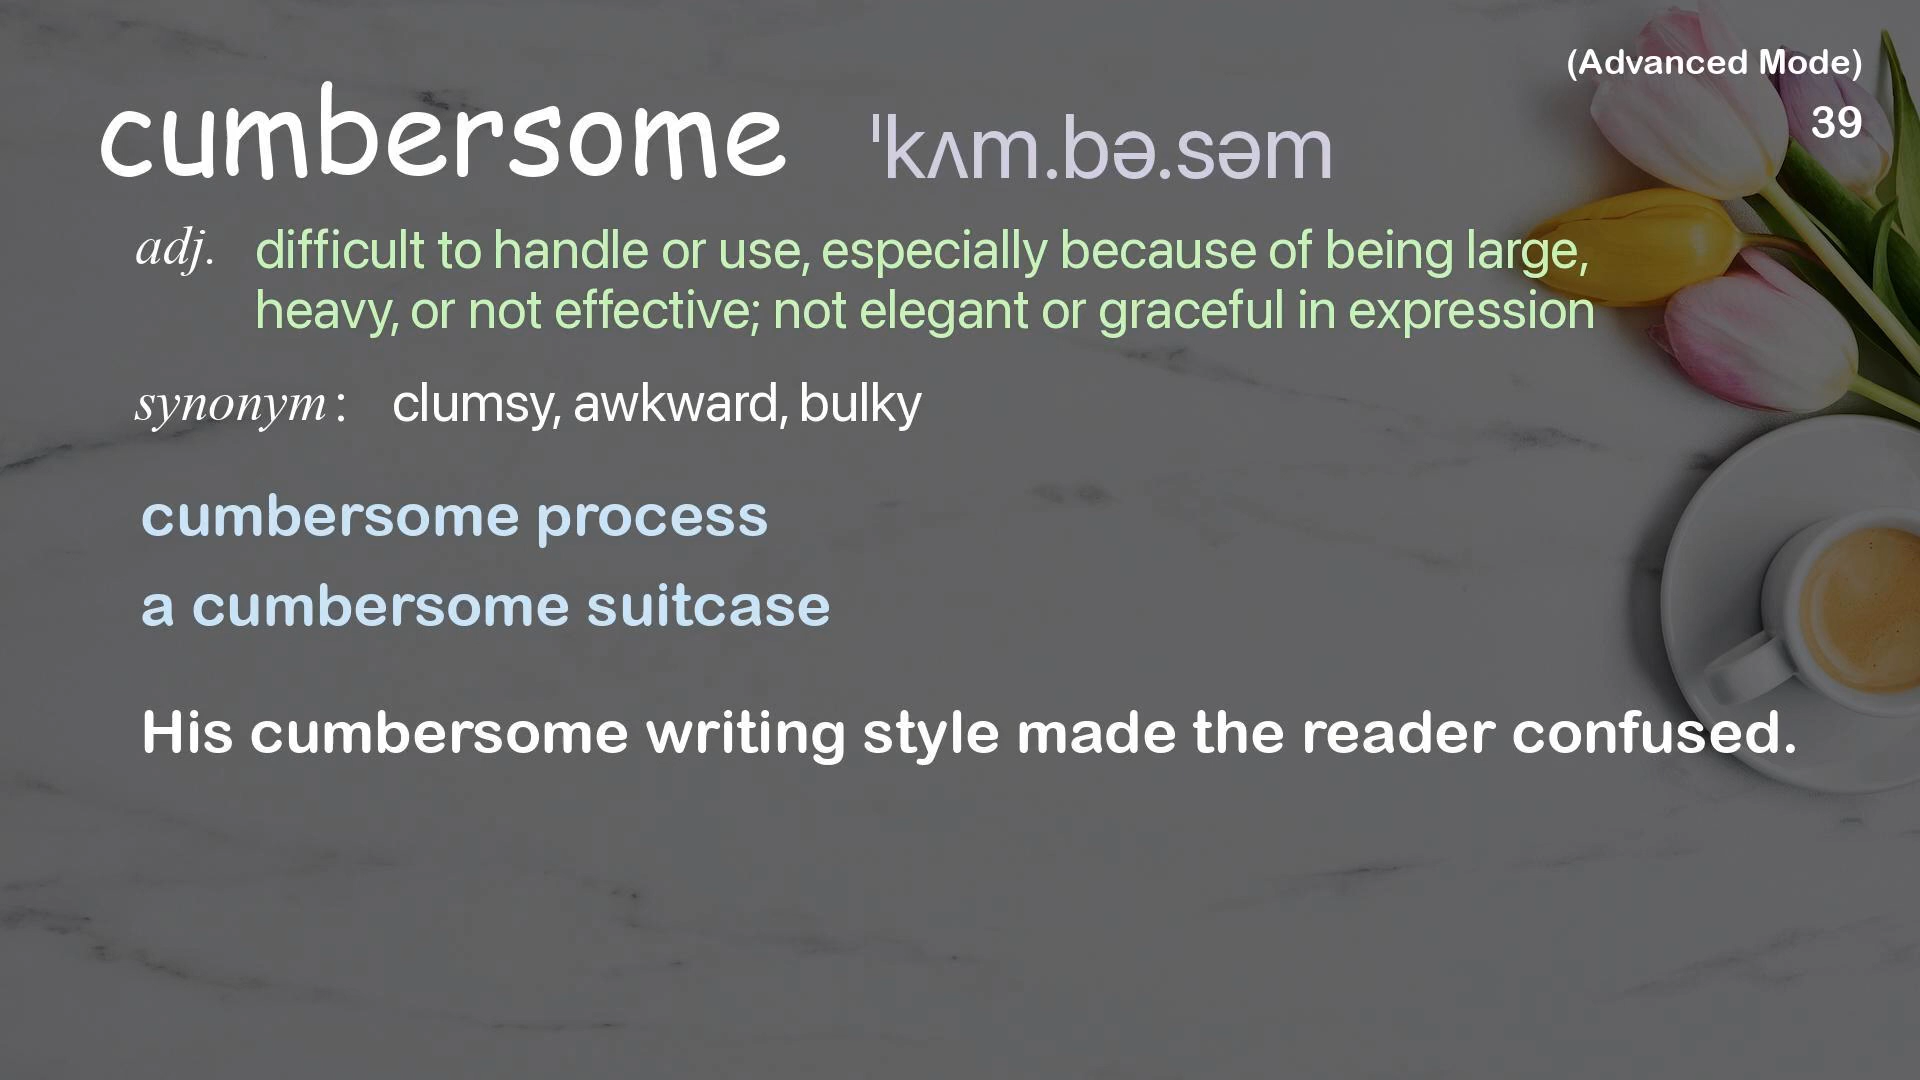 (Advanced Mode)
39
cumbersome ˈkʌm.bə.səm
adj. difficult to handle or use, especially because of being large,
heavy, or not effective; not elegant or graceful in expression
synonym: clumsy, awkward, bulky
cumbersome process
a cumbersome suitcase
His cumbersome writing style made the reader confused.